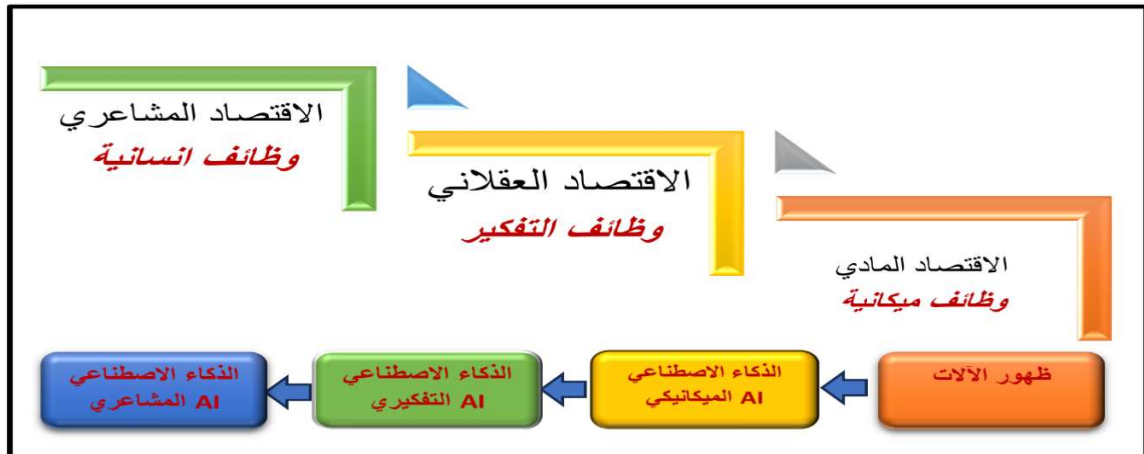 الاقتصاد المشاعري
وظائف انسانية
الاقتصاد العقلاني
وظائف التفكير
الاقتصاد المادي
وظائف ميكانية
ظهور الآلات
الذكاء الاصطناعي
AI الميكانيكي
الذكاء الاصطناعي
AI التفكيري
الذكاء الاصطناعي
AI المشاعري